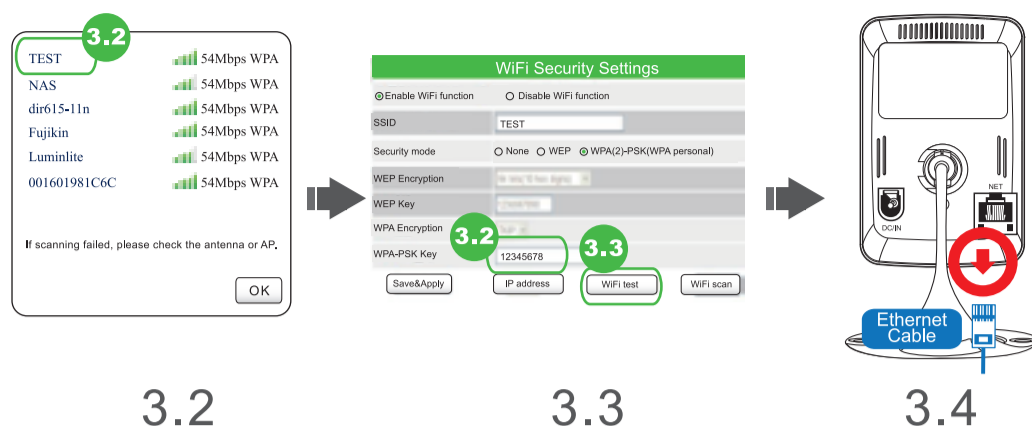 3.2
TEST 54Mbps WPA
NAS 54Mbps WPA
dir615-11n 54Mbps WPA
Fujikin 54Mbps WPA
Luminlite 54Mbps WPA
001601981C6C 54Mbps WPA
If scanning failed, please check the antenna or AP.
OK
WiFi Security Settings
Enable WiFi function Disable WiFi function
SSID TEST
Security mode None WEP WPA(2)-PSK(WPA personal)
WEP Encryption
WEP Key
WPA Encryption
3.2 3.3
WPA-PSK Key 12345678
Save&Apply IP address WiFi test WiFi scan
NET
DC/IN
Ethernet
Cable
3.2 3.3 3.4